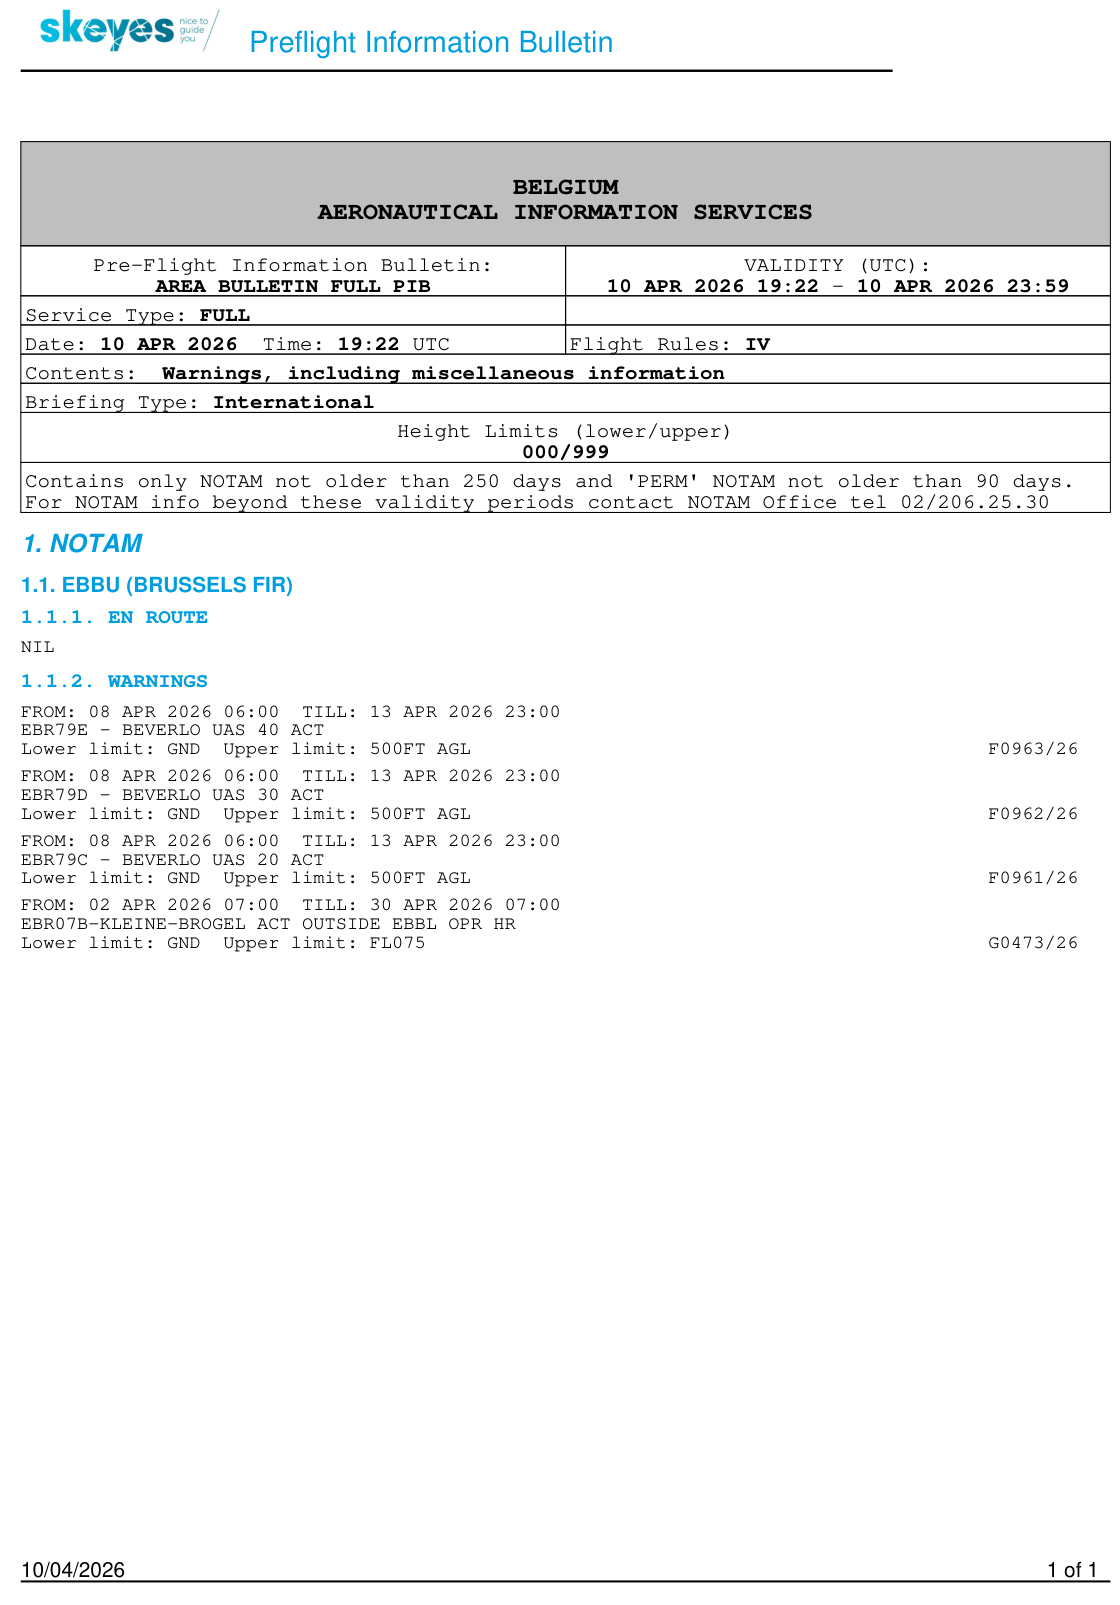 skeyes nice to guide you
Preflight Information Bulletin
BELGIUM
AERONAUTICAL INFORMATION SERVICES
Pre-Flight Information Bulletin:
AREA BULLETIN FULL PIB
VALIDITY (UTC):
10 APR 2026 19:22 - 10 APR 2026 23:59
Service Type: FULL
Date: 10 APR 2026  Time: 19:22 UTC
Flight Rules: IV
Contents:  Warnings, including miscellaneous information
Briefing Type: International
Height Limits (lower/upper)
000/999
Contains only NOTAM not older than 250 days and 'PERM' NOTAM not older than 90 days.
For NOTAM info beyond these validity periods contact NOTAM Office tel 02/206.25.30
1. NOTAM
1.1. EBBU (BRUSSELS FIR)
1.1.1. EN ROUTE
NIL
1.1.2. WARNINGS
FROM: 08 APR 2026 06:00  TILL: 13 APR 2026 23:00
EBR79E - BEVERLO UAS 40 ACT
Lower limit: GND  Upper limit: 500FT AGL F0963/26
FROM: 08 APR 2026 06:00  TILL: 13 APR 2026 23:00
EBR79D - BEVERLO UAS 30 ACT
Lower limit: GND  Upper limit: 500FT AGL F0962/26
FROM: 08 APR 2026 06:00  TILL: 13 APR 2026 23:00
EBR79C - BEVERLO UAS 20 ACT
Lower limit: GND  Upper limit: 500FT AGL F0961/26
FROM: 02 APR 2026 07:00  TILL: 30 APR 2026 07:00
EBR07B-KLEINE-BROGEL ACT OUTSIDE EBBL OPR HR
Lower limit: GND  Upper limit: FL075 G0473/26
10/04/2026 1 of 1